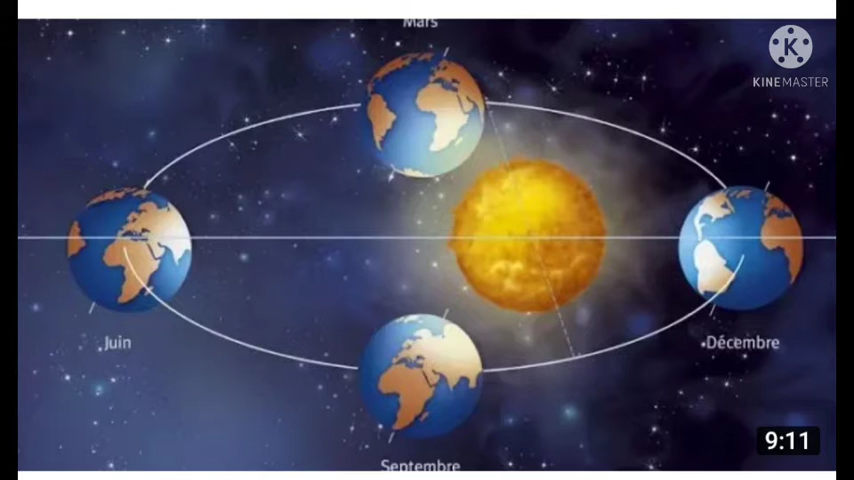 Mars
K
KINEMASTER
Juin
Décembre
Septembre
9:11